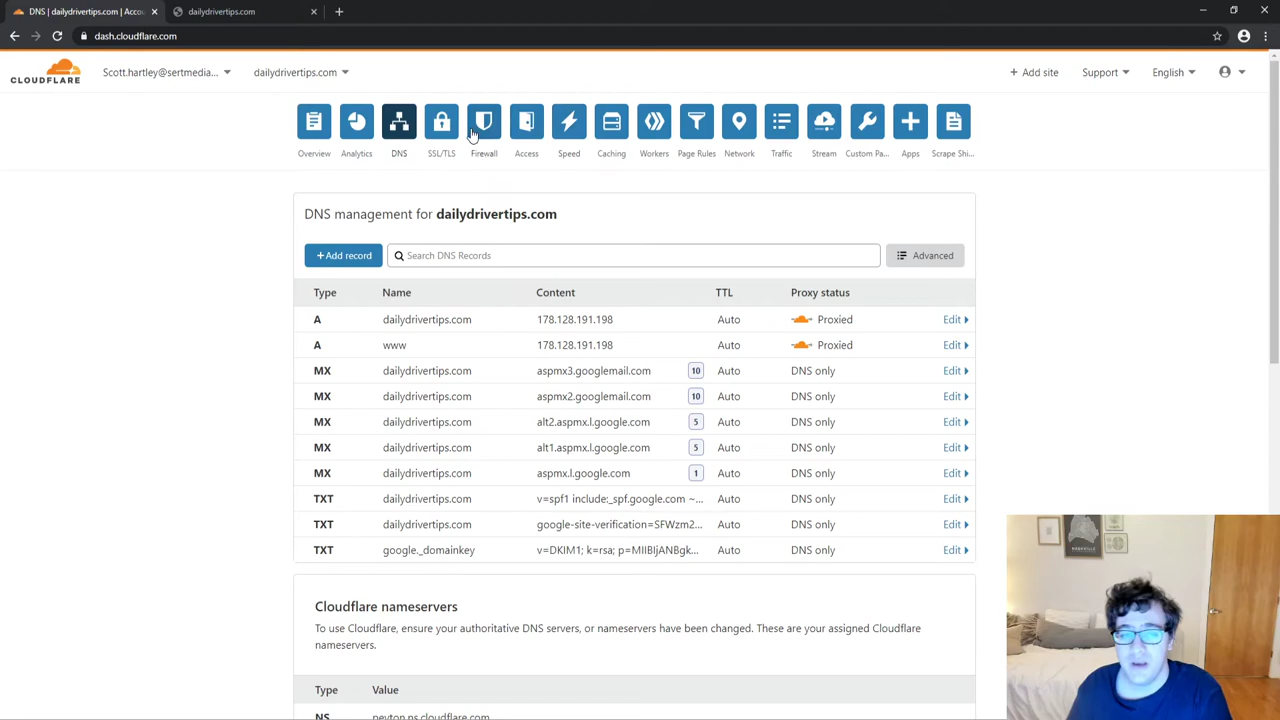 DNS | dailydrivertips.com | Accou
dailydrivertips.com
dash.cloudflare.com
CLOUDFLARE
Scott.hartley@sertmedia...
dailydrivertips.com
+ Add site
Support
English
Overview
Analytics
DNS
SSL/TLS
Firewall
Access
Speed
Caching
Workers
Page Rules
Network
Traffic
Stream
Custom Pa...
Apps
Scrape Shi...
DNS management for dailydrivertips.com
+Add record
Search DNS Records
Advanced
Type Name Content TTL Proxy status
A dailydrivertips.com 178.128.191.198 Auto Proxied Edit
A www 178.128.191.198 Auto Proxied Edit
MX dailydrivertips.com aspmx3.googlemail.com 10 Auto DNS only Edit
MX dailydrivertips.com aspmx2.googlemail.com 10 Auto DNS only Edit
MX dailydrivertips.com alt2.aspmx.l.google.com 5 Auto DNS only Edit
MX dailydrivertips.com alt1.aspmx.l.google.com 5 Auto DNS only Edit
MX dailydrivertips.com aspmx.l.google.com 1 Auto DNS only Edit
TXT dailydrivertips.com v=spf1 include:_spf.google.com ~... Auto DNS only Edit
TXT dailydrivertips.com google-site-verification=SFWzm2... Auto DNS only Edit
TXT google._domainkey v=DKIM1; k=rsa; p=MIIBIjANBgk... Auto DNS only Edit
Cloudflare nameservers
To use Cloudflare, ensure your authoritative DNS servers, or nameservers have been changed. These are your assigned Cloudflare
nameservers.
Type Value
NS peyton.ns.cloudflare.com